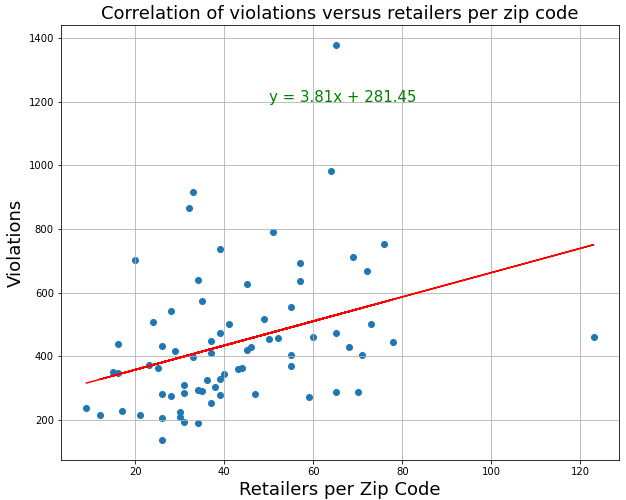 Correlation of violations versus retailers per zip code
1400
1200
1000
800
600
400
200
Violations
y = 3.81x + 281.45
20 40 60 80 100 120
Retailers per Zip Code